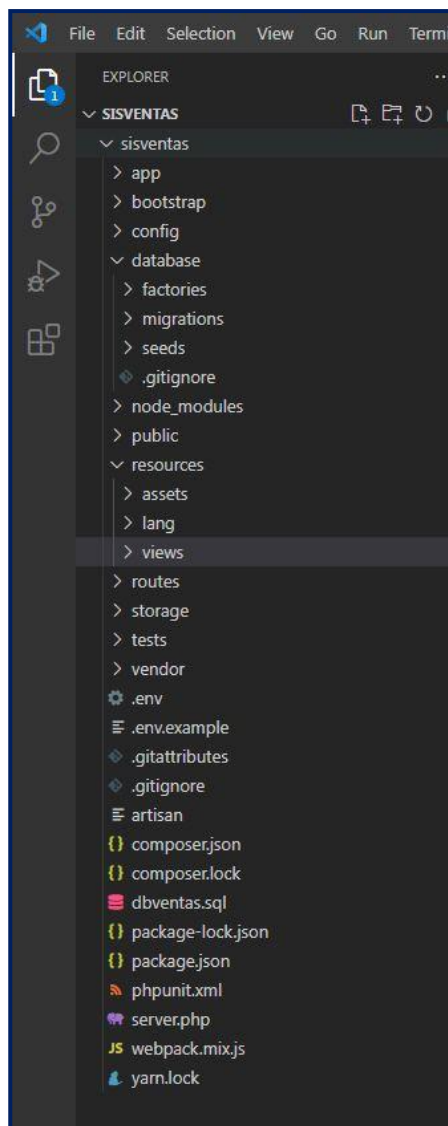 File Edit Selection View Go Run Termi
EXPLORER ...
1
SISVENTAS
sisventas
app
bootstrap
config
database
factories
migrations
seeds
.gitignore
node_modules
public
resources
assets
lang
views
routes
storage
tests
vendor
.env
.env.example
.gitattributes
.gitignore
artisan
{} composer.json
{} composer.lock
dbventas.sql
{} package-lock.json
{} package.json
phpunit.xml
server.php
JS webpack.mix.js
yarn.lock